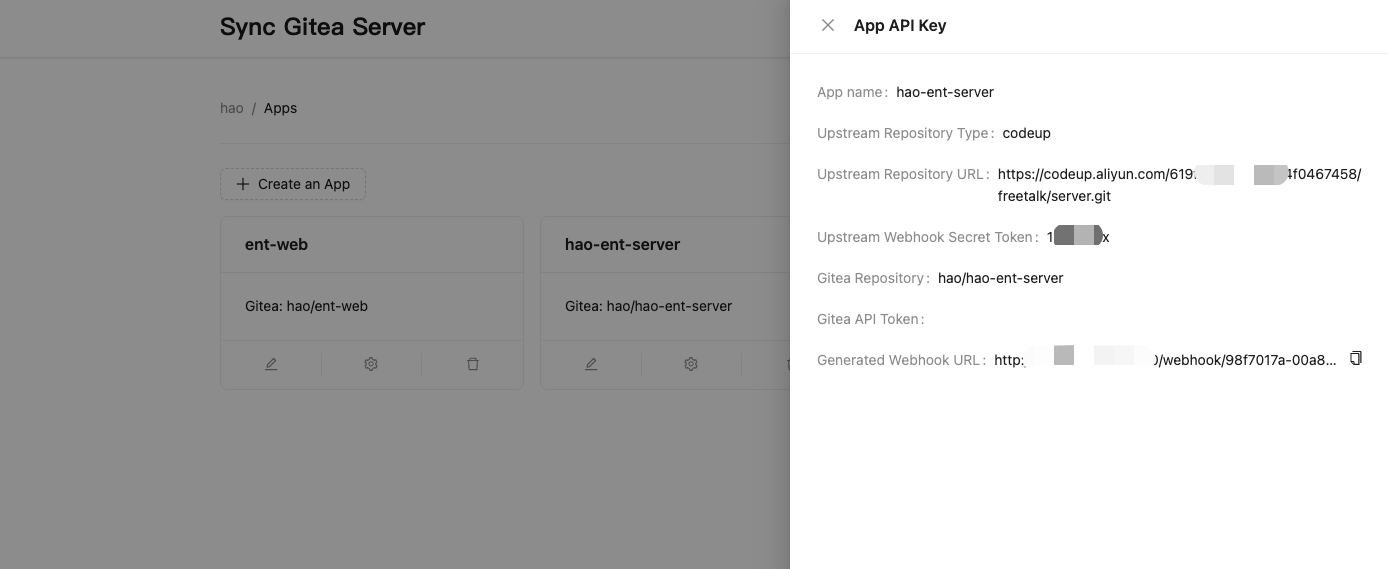 Sync Gitea Server
hao / Apps
Create an App
ent-web
Gitea: hao/ent-web
hao-ent-server
Gitea: hao/hao-ent-server
App API Key
App name: hao-ent-server
Upstream Repository Type: codeup
Upstream Repository URL: https://codeup.aliyun.com/619 4f0467458/
freetalk/server.git
Upstream Webhook Secret Token: 1 x
Gitea Repository: hao/hao-ent-server
Gitea API Token:
Generated Webhook URL: http: 0/webhook/98f7017a-00a8...